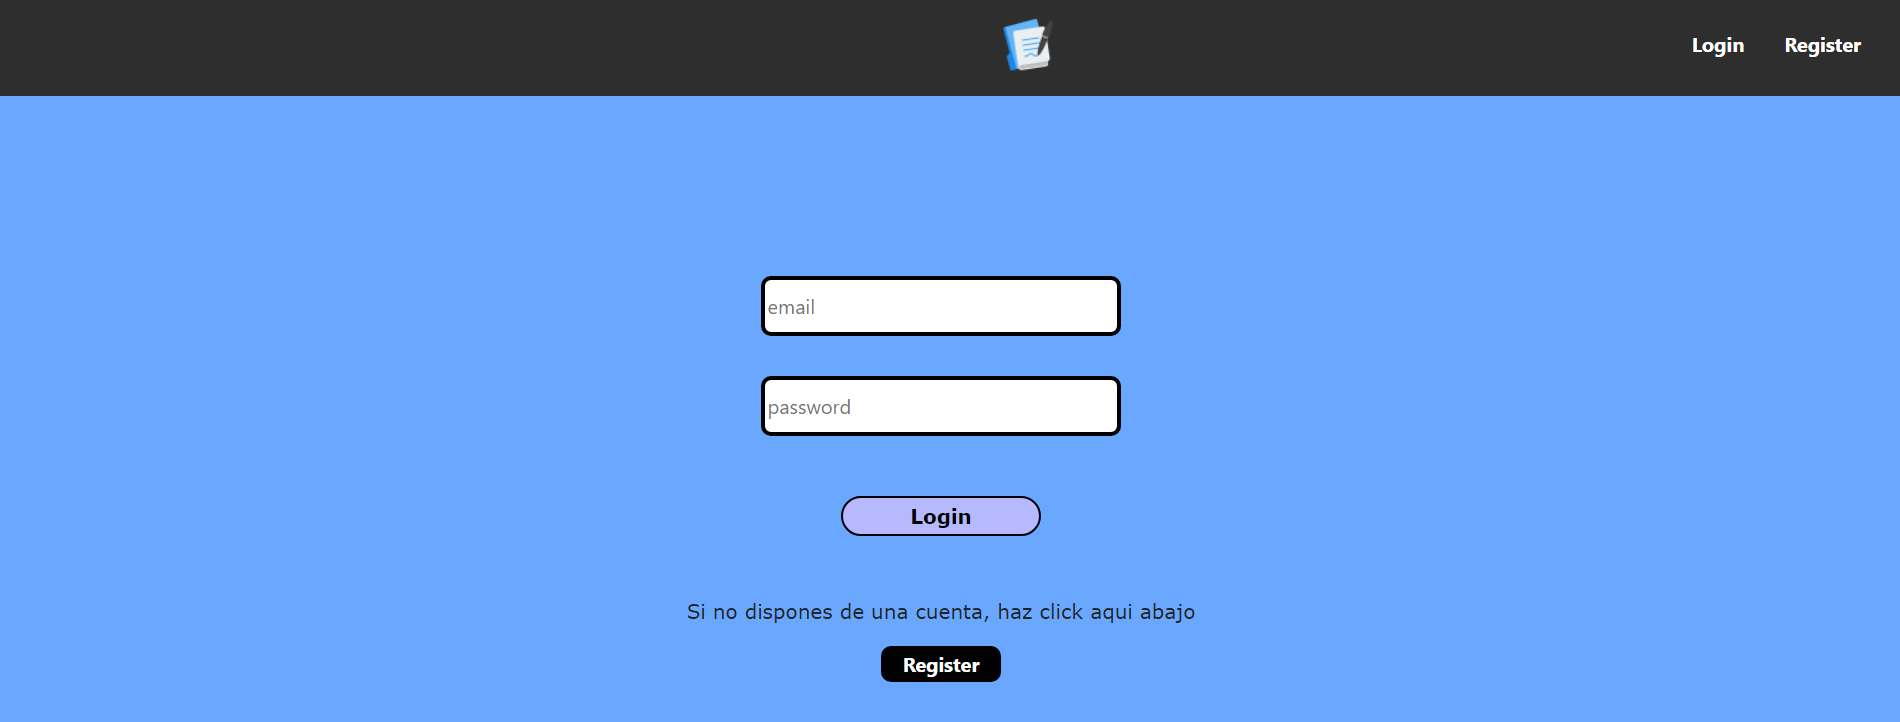 Login Register
email
password
Login
Si no dispones de una cuenta, haz click aqui abajo
Register